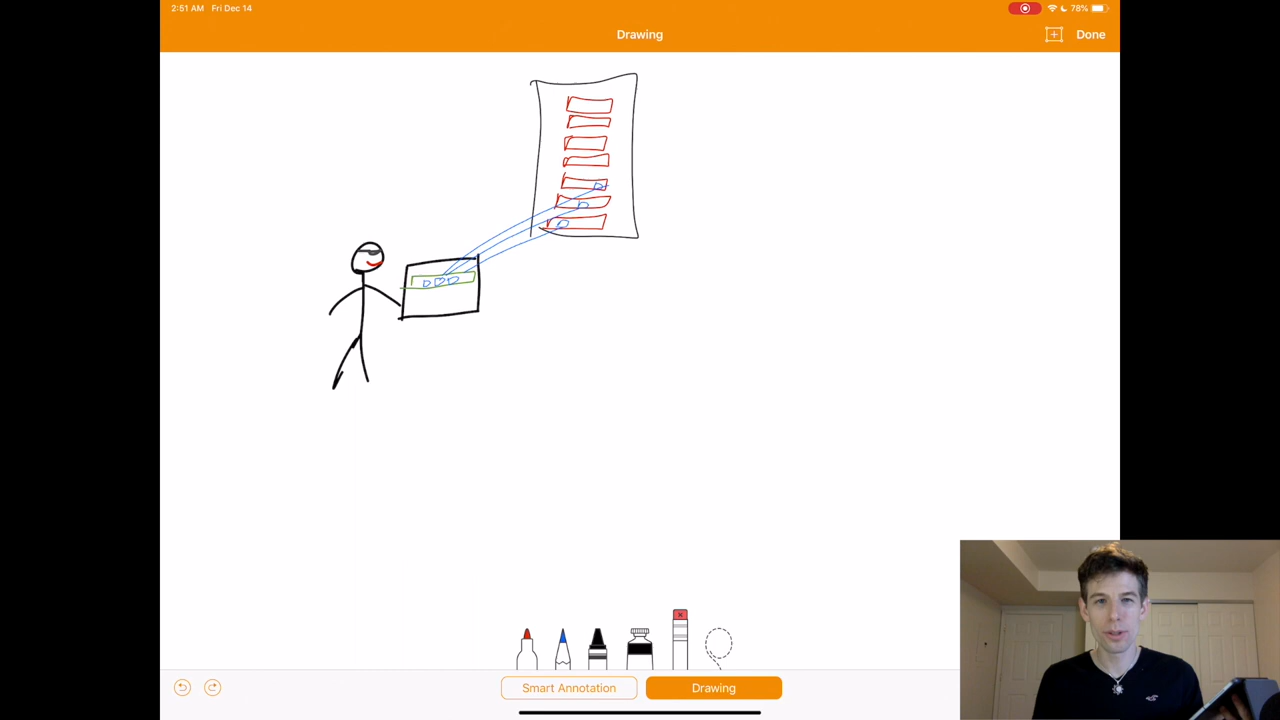 2:51 AM Fri Dec 14
78%
Drawing
Done
Smart Annotation
Drawing